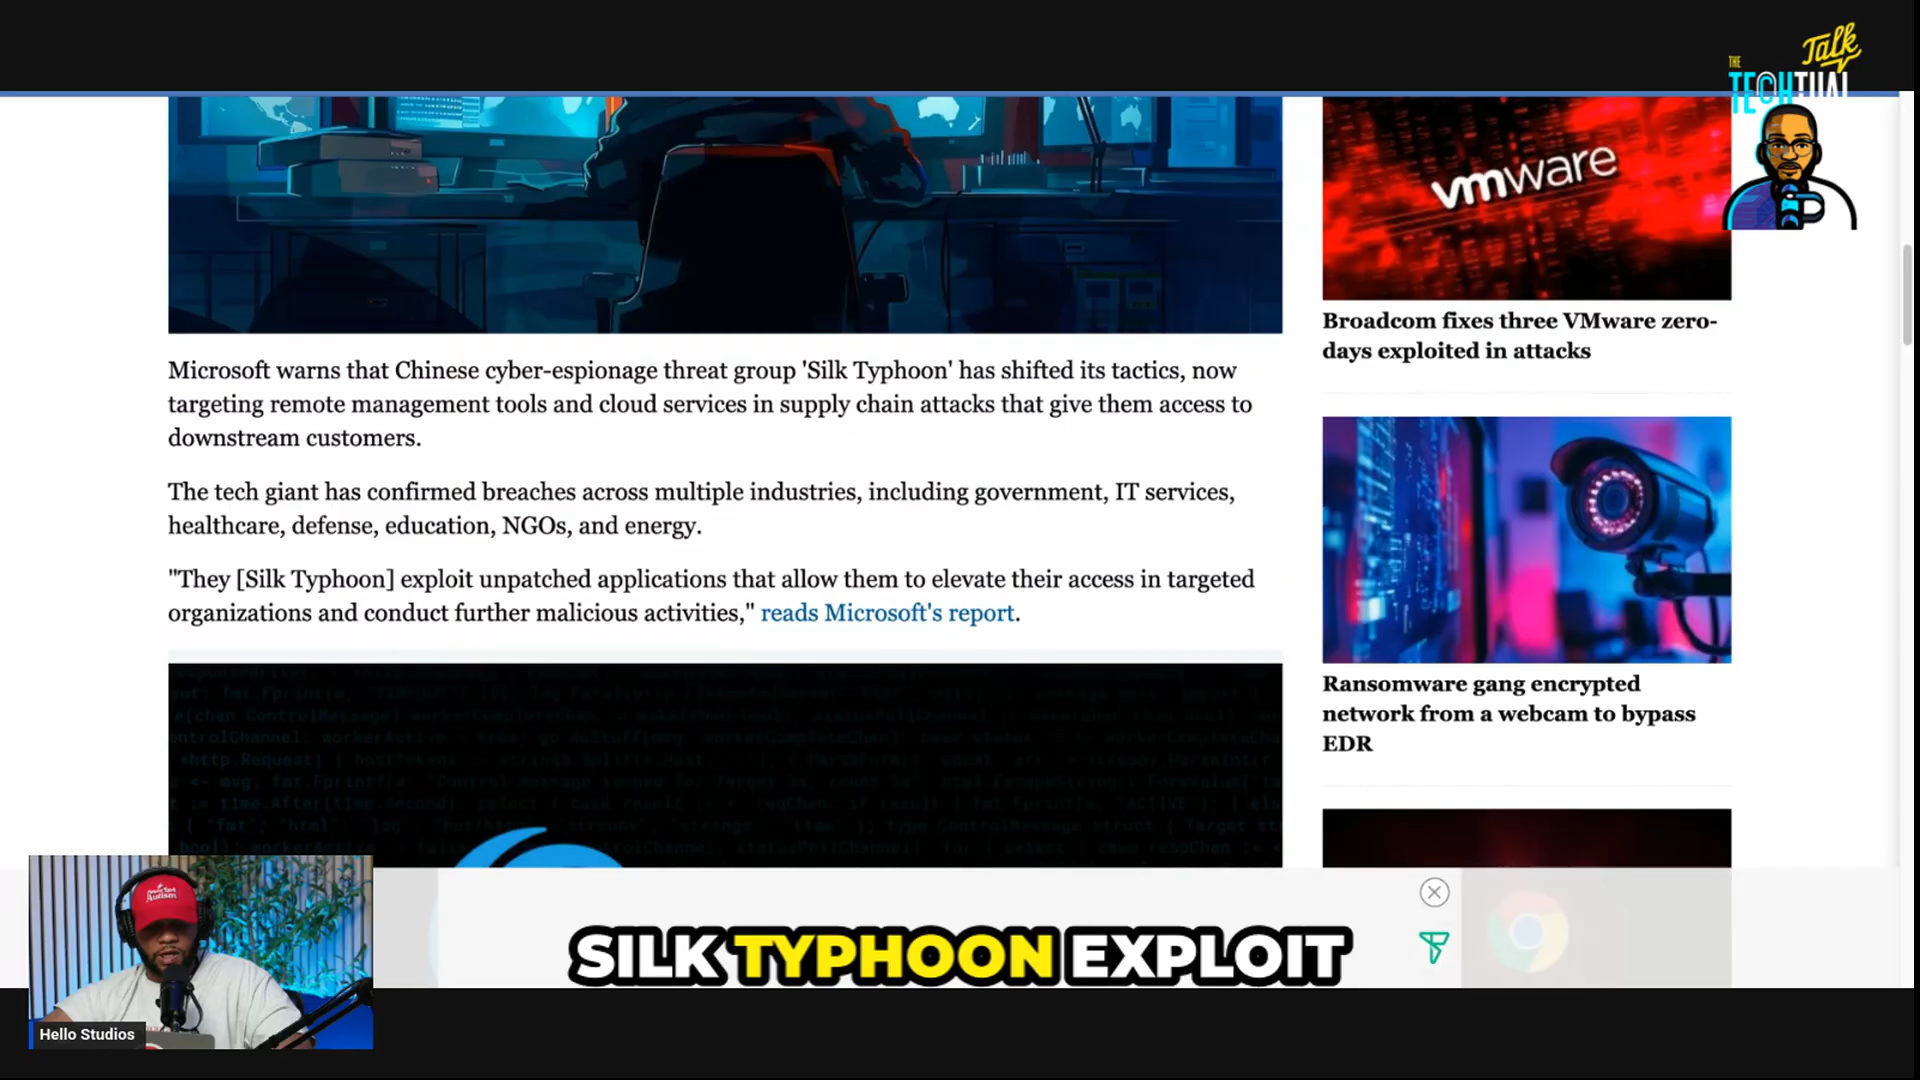 THE
Talk
TECHTUAL
vmware
Broadcom fixes three VMware zero-
days exploited in attacks
Microsoft warns that Chinese cyber-espionage threat group 'Silk Typhoon' has shifted its tactics, now
targeting remote management tools and cloud services in supply chain attacks that give them access to
downstream customers.
The tech giant has confirmed breaches across multiple industries, including government, IT services,
healthcare, defense, education, NGOs, and energy.
"They [Silk Typhoon] exploit unpatched applications that allow them to elevate their access in targeted
organizations and conduct further malicious activities," reads Microsoft's report.
Ransomware gang encrypted
network from a webcam to bypass
EDR
SILK TYPHOON EXPLOIT
Autism
Hello Studios